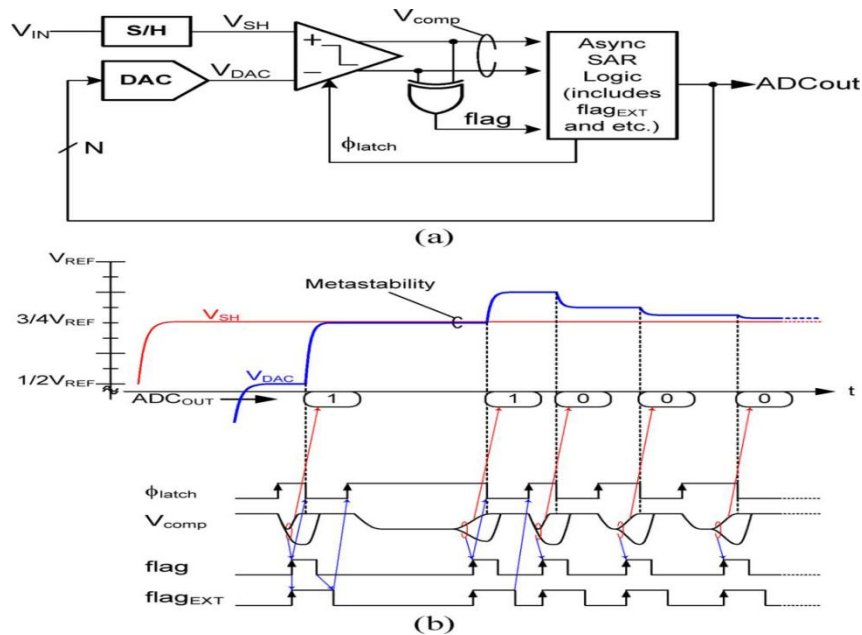 V_IN
S/H
V_SH
V_comp
DAC
V_DAC
Async
SAR
Logic
(includes
flag_EXT
and etc.)
ADCout
flag
ϕ_latch
N
(a)
V_REF
Metastability
3/4V_REF
V_SH
1/2V_REF
V_DAC
ADC_OUT
1
1
0
0
0
t
ϕ_latch
V_comp
flag
flag_EXT
(b)